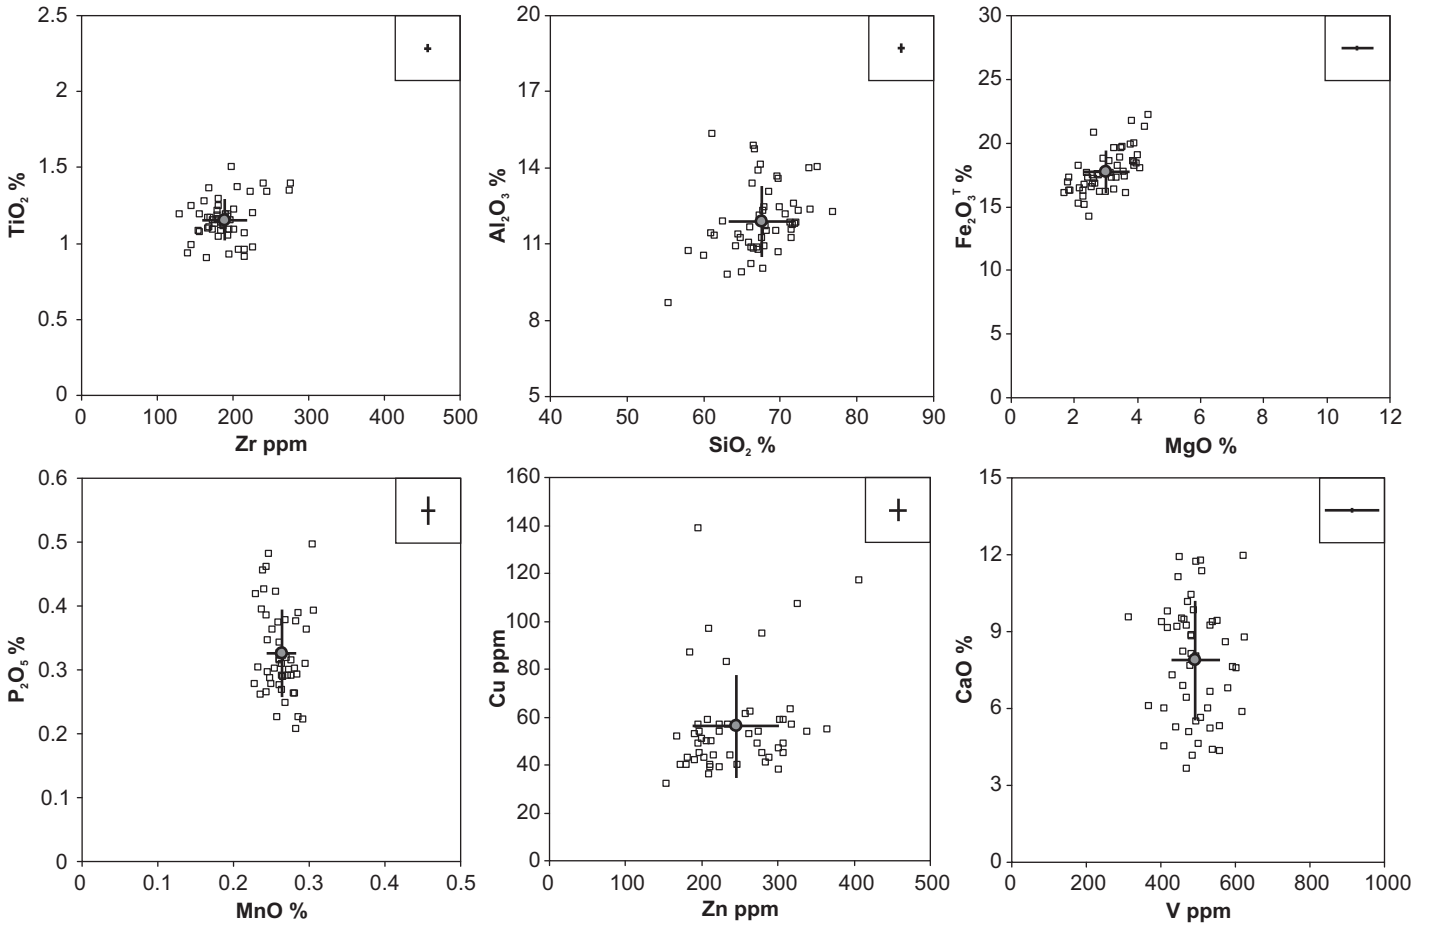 2.5
2
1.5
1
0.5
0
TiO₂ %
0 100 200 300 400 500
Zr ppm
20
17
14
11
8
5
Al₂O₃ %
40 50 60 70 80 90
SiO₂ %
30
25
20
15
10
5
0
Fe₂O₃ᵀ %
0 2 4 6 8 10 12
MgO %
0.6
0.5
0.4
0.3
0.2
0.1
0
P₂O₅ %
0 0.1 0.2 0.3 0.4 0.5
MnO %
160
140
120
100
80
60
40
20
0
Cu ppm
0 100 200 300 400 500
Zn ppm
15
12
9
6
3
0
CaO %
0 200 400 600 800 1000
V ppm